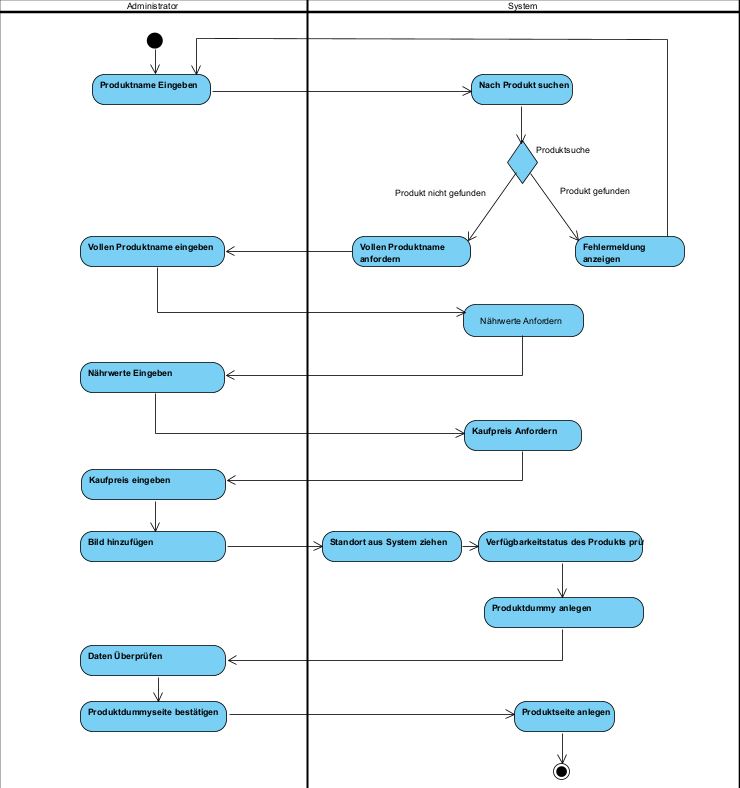 Administrator
System
Produktname Eingeben
Nach Produkt suchen
Produktsuche
Produkt nicht gefunden
Produkt gefunden
Vollen Produktname eingeben
Vollen Produktname
anfordern
Fehlermeldung
anzeigen
Nährwerte Anfordern
Nährwerte Eingeben
Kaufpreis Anfordern
Kaufpreis eingeben
Bild hinzufügen
Standort aus System ziehen
Verfügbarkeitstatus des Produkts prü
Produktdummy anlegen
Daten Überprüfen
Produktdummyseite bestätigen
Produktseite anlegen